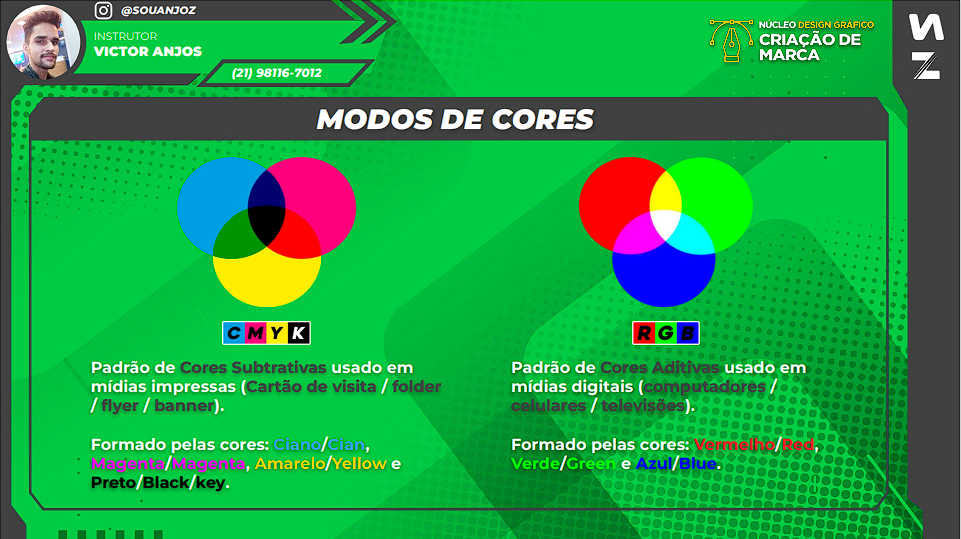 @SOUANJOZ
INSTRUTOR
VICTOR ANJOS
(21) 98116-7012
NÚCLEO DESIGN GRÁFICO
CRIAÇÃO DE
MARCA
MODOS DE CORES
C M Y K
Padrão de Cores Subtrativas usado em
mídias impressas (Cartão de visita / folder
/ flyer / banner).
Formado pelas cores: Ciano/Cian,
Magenta/Magenta, Amarelo/Yellow e
Preto/Black/key.
R G B
Padrão de Cores Aditivas usado em
mídias digitais (computadores /
celulares / televisões).
Formado pelas cores: Vermelho/Red,
Verde/Green e Azul/Blue.